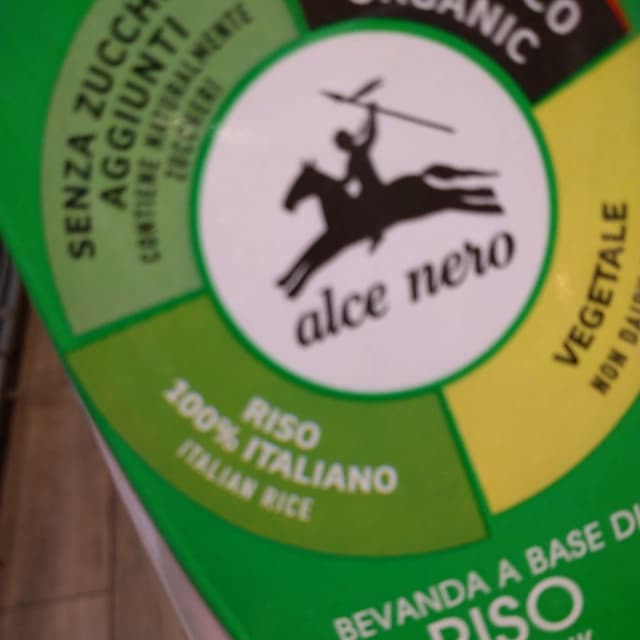 SENZA ZUCCH
AGGIUNTI
CONTIENE NATURALMENTE
ZUCCHERI
CO
ORGANIC
alce nero
VEGETALE
NON DAI
RISO
100% ITALIANO
ITALIAN RICE
BEVANDA A BASE DI
RISO